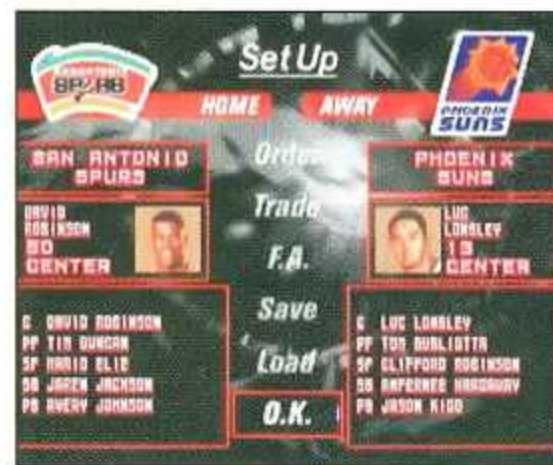 Set Up
HOME AWAY
PHOENIX
SUNS
SAN ANTONIO
SPURS
Order
PHOENIX
SUNS
Trade
DAVID
ROBINSON
50
CENTER
LUC
LONGLEY
13
CENTER
F.A.
Save
Load
O.K.
C DAVID ROBINSON
PF TIM DUNCAN
SF MARIO ELIE
SG JAREN JACKSON
PG AVERY JOHNSON
C LUC LONGLEY
PF TOM GUGLIOTTA
SF CLIFFORD ROBINSON
SG ANFERNEE HARDAWAY
PG JASON KIDD